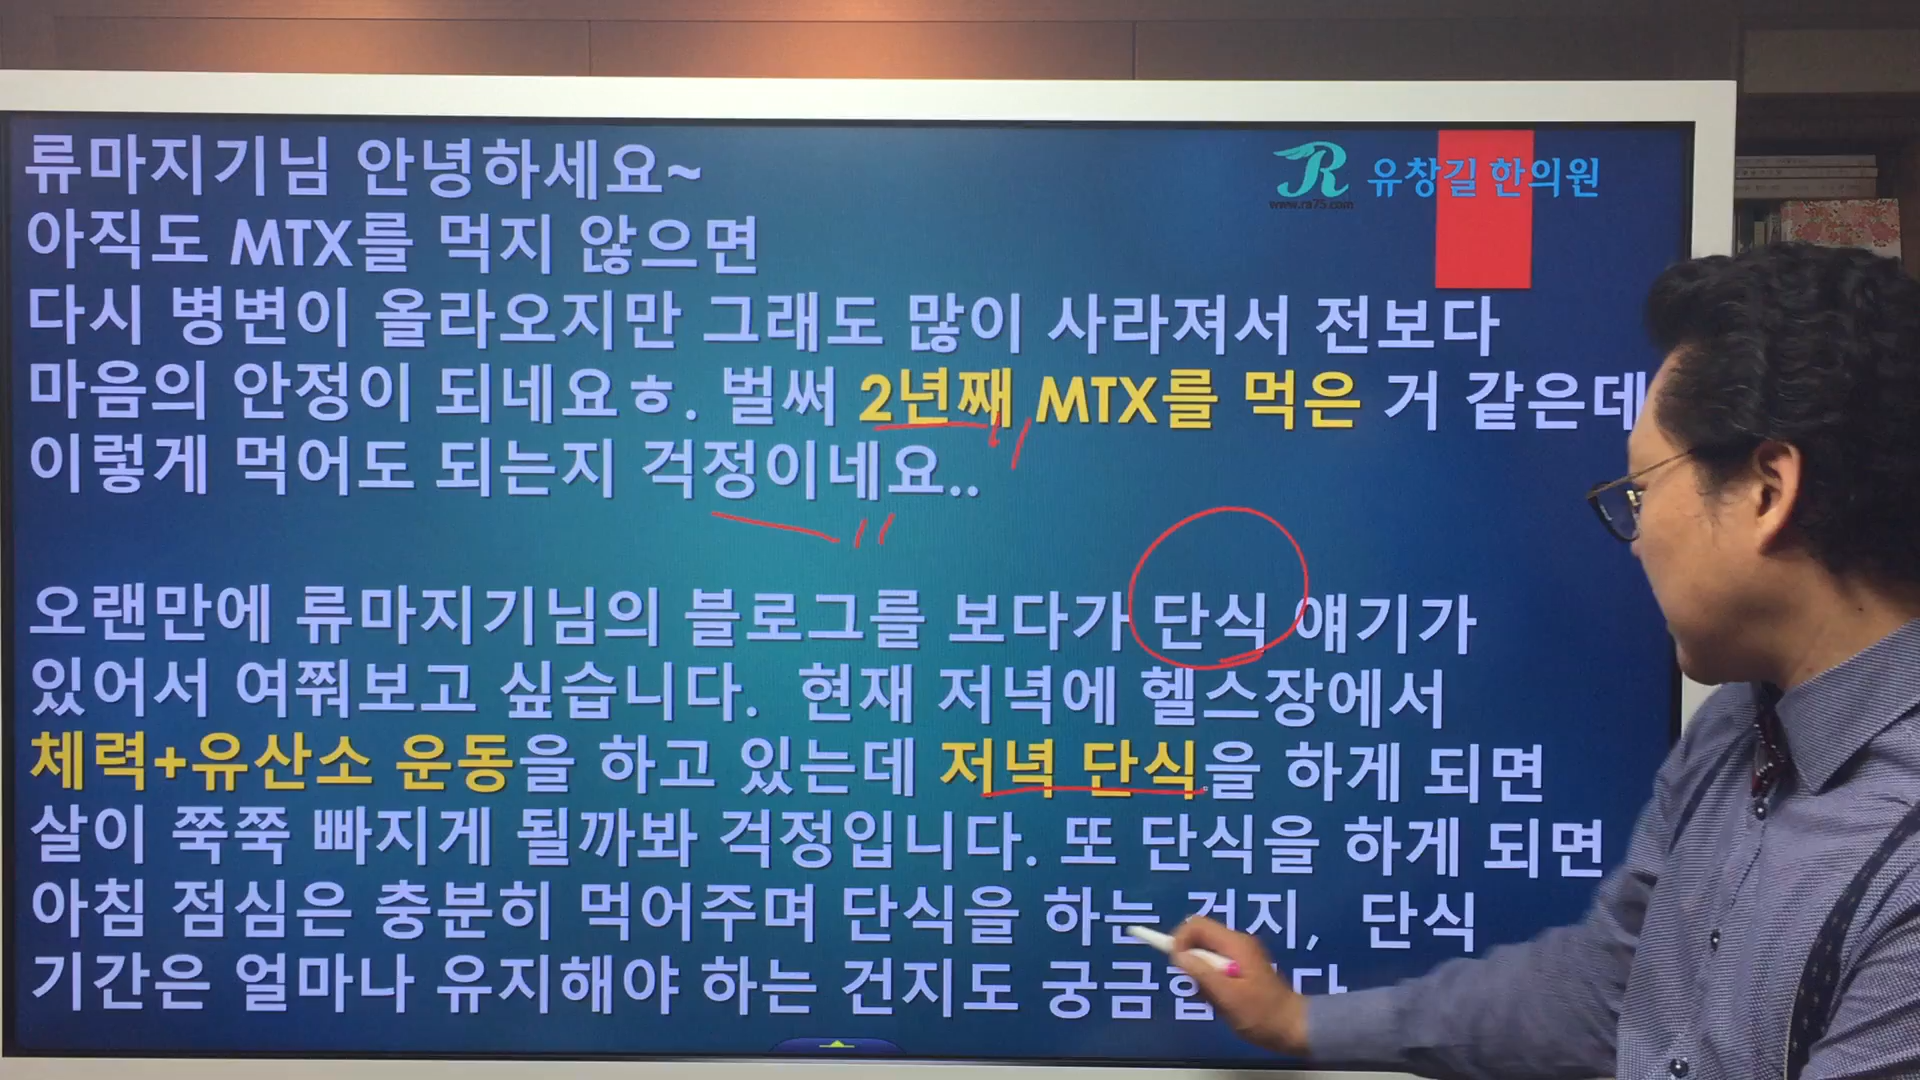 류마지기님 안녕하세요~
R 유창길 한의원
www.ra75.com
아직도 MTX를 먹지 않으면
다시 병변이 올라오지만 그래도 많이 사라져서 전보다
마음의 안정이 되네요ㅎ. 벌써 2년째 MTX를 먹은 거 같은데
이렇게 먹어도 되는지 걱정이네요..
오랜만에 류마지기님의 블로그를 보다가 단식 얘기가
있어서 여쭤보고 싶습니다. 현재 저녁에 헬스장에서
체력+유산소 운동을 하고 있는데 저녁 단식을 하게 되면
살이 쭉쭉 빠지게 될까봐 걱정입니다. 또 단식을 하게 되면
아침 점심은 충분히 먹어주며 단식을 하는 건지, 단식
기간은 얼마나 유지해야 하는 건지도